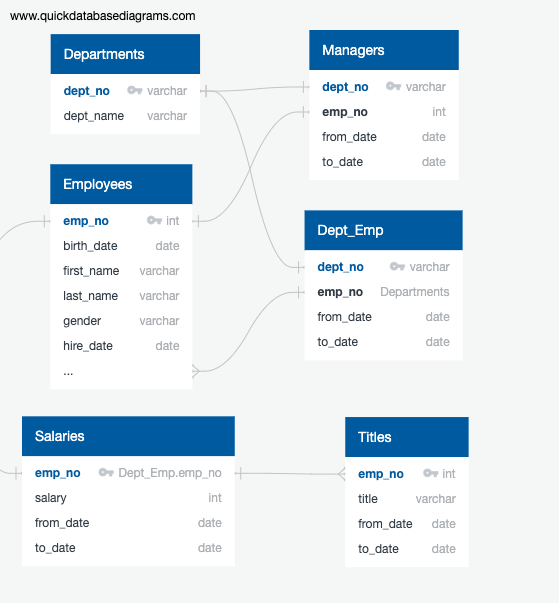 www.quickdatabasediagrams.com
Departments
dept_no varchar
dept_name varchar
Managers
dept_no varchar
emp_no int
from_date date
to_date date
Employees
emp_no int
birth_date date
first_name varchar
last_name varchar
gender varchar
hire_date date
...
Dept_Emp
dept_no varchar
emp_no Departments
from_date date
to_date date
Salaries
emp_no Dept_Emp.emp_no
salary int
from_date date
to_date date
Titles
emp_no int
title varchar
from_date date
to_date date